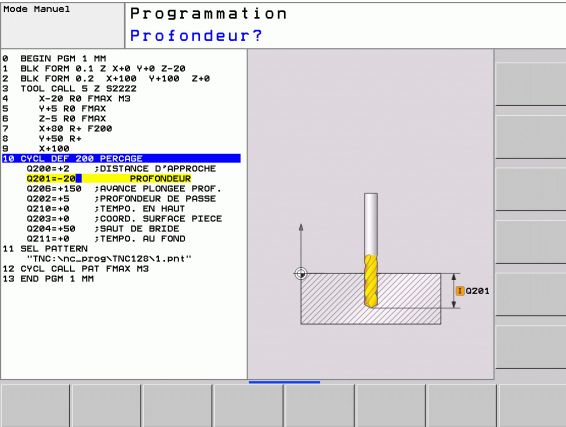 Mode Manuel
Programmation
Profondeur?
0 BEGIN PGM 1 MM
1 BLK FORM 0.1 Z X+0 Y+0 Z-20
2 BLK FORM 0.2 X+100 Y+100 Z+0
3 TOOL CALL 5 Z S2222
4 X-20 R0 FMAX M3
5 Y+5 R0 FMAX
6 Z-5 R0 FMAX
7 X+80 R+ F200
8 Y+50 R+
9 X+100
10 CYCL DEF 200 PERCAGE
Q200=+2 ;DISTANCE D'APPROCHE
Q201=-20 PROFONDEUR
Q206=+150 ;AVANCE PLONGEE PROF.
Q202=+5 ;PROFONDEUR DE PASSE
Q210=+0 ;TEMPO. EN HAUT
Q203=+0 ;COORD. SURFACE PIECE
Q204=+50 ;SAUT DE BRIDE
Q211=+0 ;TEMPO. AU FOND
11 SEL PATTERN
"TNC:\nc_prog\TNC128\1.pnt"
12 CYCL CALL PAT FMAX M3
13 END PGM 1 MM
I Q201